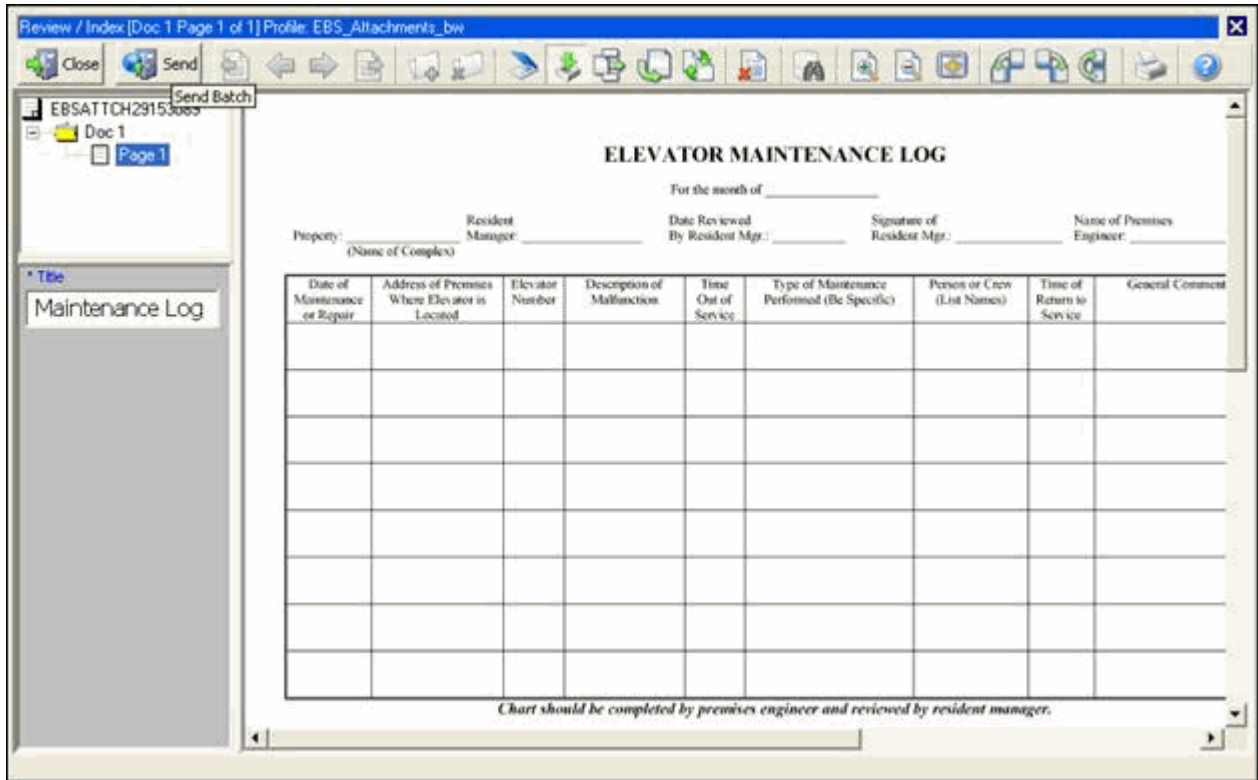 Review / Index [Doc 1 Page 1 of 1] Profile: EBS_Attachments_bw
Close Send
Send Batch
Doc 1
Page 1
* Title
Maintenance Log
ELEVATOR MAINTENANCE LOG
For the month of
Property:
(Name of Complex)
Resident
Manager:
Date Reviewed
By Resident Mgr.:
Signature of
Resident Mgr.:
Name of Premises
Engineer:
Date of
Maintenance
or Repair
Address of Premises
Where Elevator is
Located
Elevator
Number
Description of
Malfunction
Time
Out of
Service
Type of Maintenance
Performed (Be Specific)
Person or Crew
(List Names)
Time of
Return to
Service
General Comment
Chart should be completed by premises engineer and reviewed by resident manager.